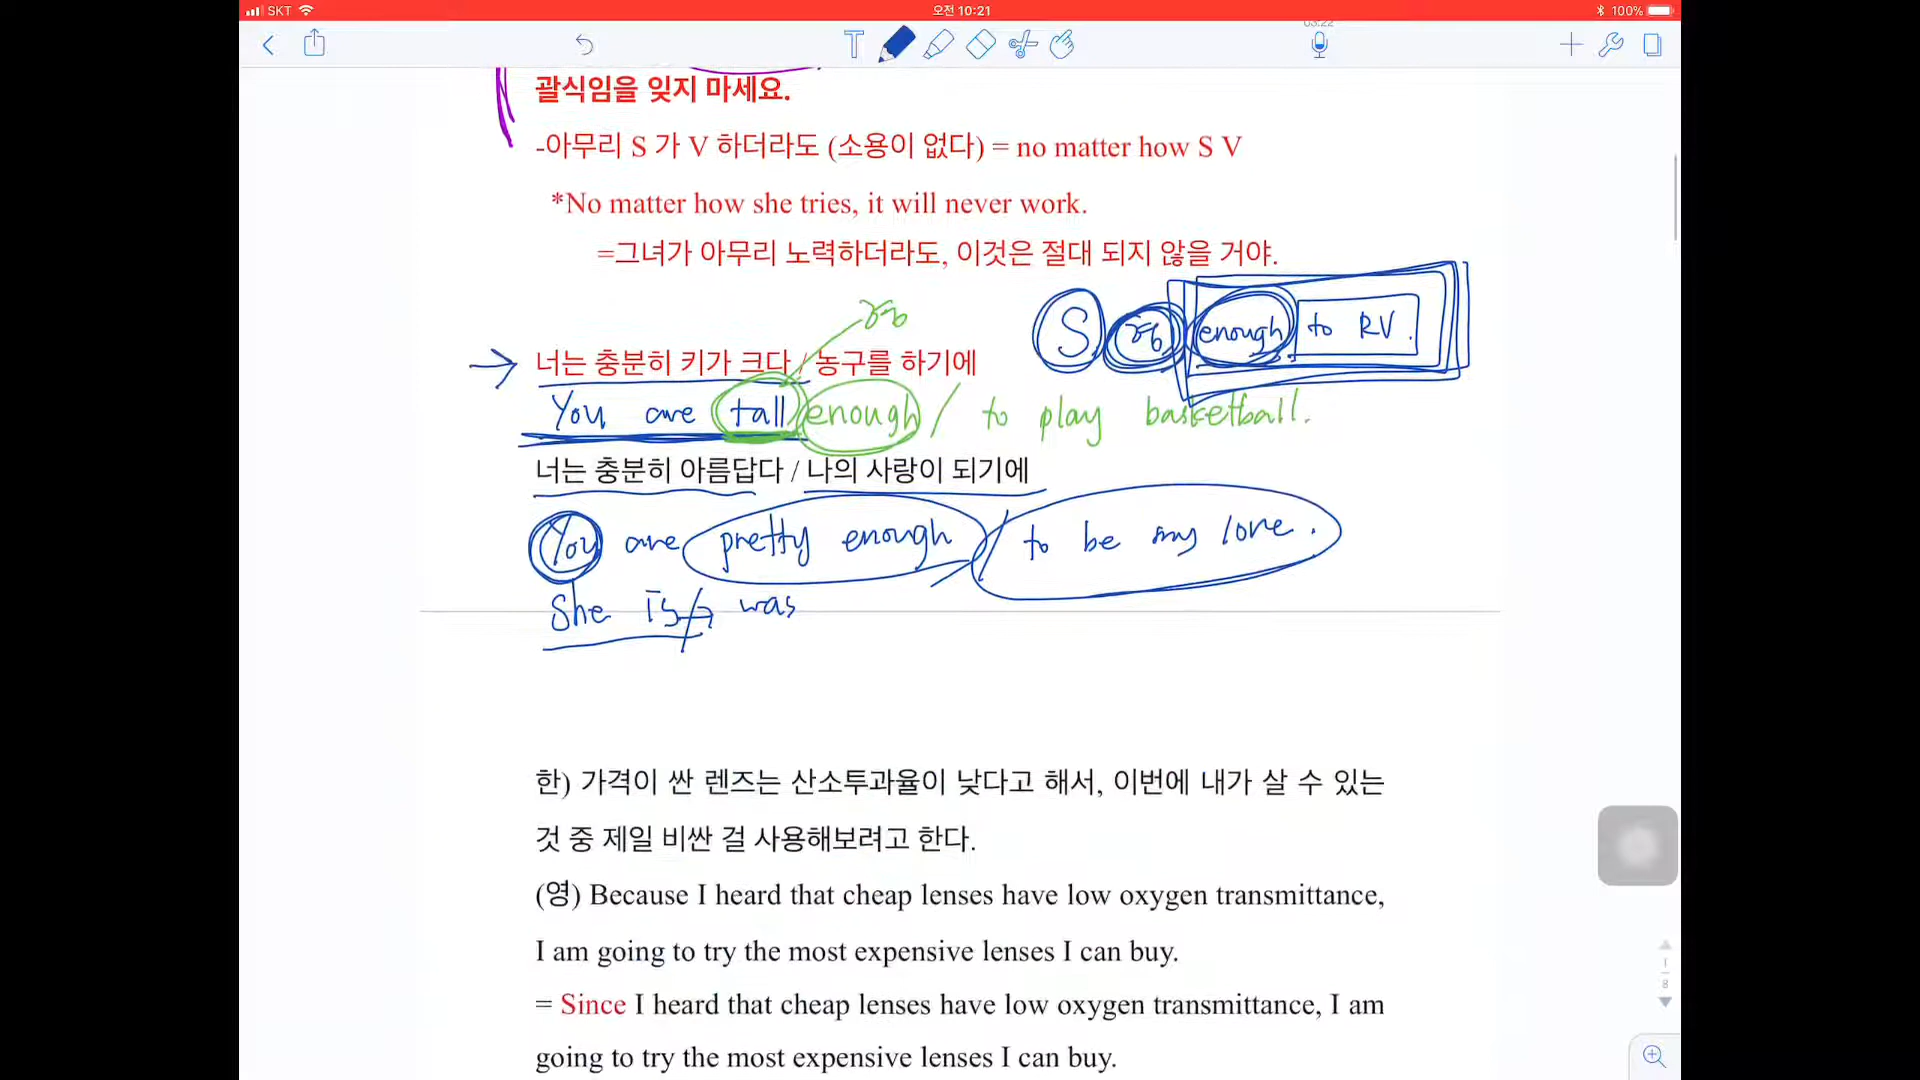 SKT 오전 10:21 100%
03:22
괄식임을 잊지 마세요.
-아무리 S 가 V 하더라도 (소용이 없다) = no matter how S V
*No matter how she tries, it will never work.
=그녀가 아무리 노력하더라도, 이것은 절대 되지 않을 거야.
형
S 형 enough to RV.
너는 충분히 키가 크다 / 농구를 하기에
You are tall enough / to play basketball.
너는 충분히 아름답다 / 나의 사랑이 되기에
You are pretty enough / to be my love.
She is → was
한) 가격이 싼 렌즈는 산소투과율이 낮다고 해서, 이번에 내가 살 수 있는
것 중 제일 비싼 걸 사용해보려고 한다.
(영) Because I heard that cheap lenses have low oxygen transmittance,
I am going to try the most expensive lenses I can buy.
= Since I heard that cheap lenses have low oxygen transmittance, I am
going to try the most expensive lenses I can buy.
1
8